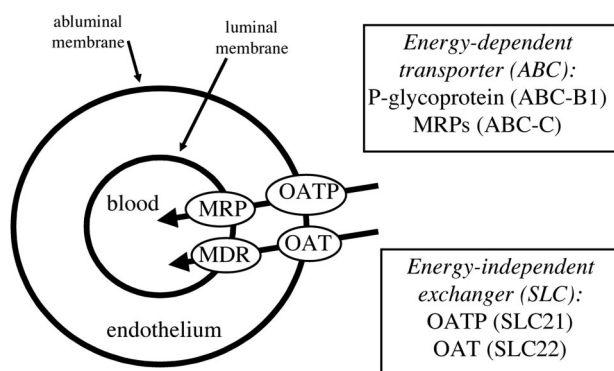 abluminal
membrane
luminal
membrane
Energy-dependent
transporter (ABC):
P-glycoprotein (ABC-B1)
MRPs (ABC-C)
blood
MRP
OATP
MDR
OAT
endothelium
Energy-independent
exchanger (SLC):
OATP (SLC21)
OAT (SLC22)